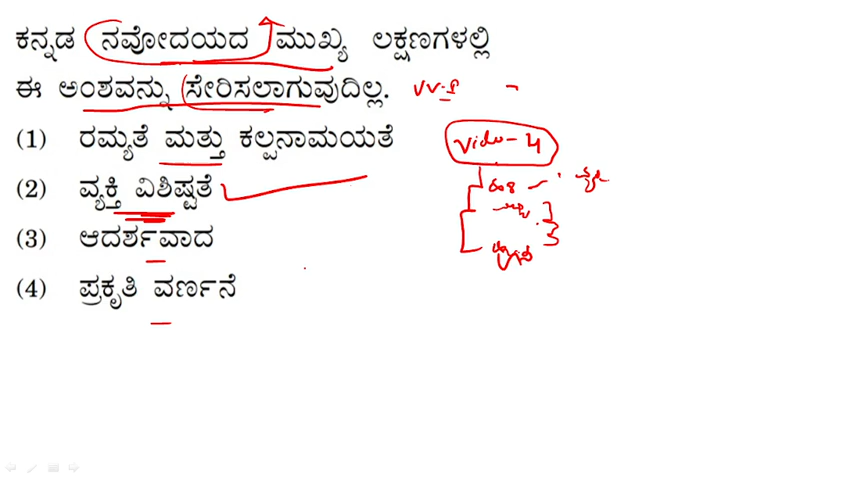 ಕನ್ನಡ ನವೋದಯದ ಮುಖ್ಯ ಲಕ್ಷಣಗಳಲ್ಲಿ
ಈ ಅಂಶವನ್ನು ಸೇರಿಸಲಾಗುವುದಿಲ್ಲ.
(1) ರಮ್ಯತೆ ಮತ್ತು ಕಲ್ಪನಾಮಯತೆ
video-4
(2) ವ್ಯಕ್ತಿ ವಿಶಿಷ್ಟತೆ
(3) ಆದರ್ಶವಾದ
(4) ಪ್ರಕೃತಿ ವರ್ಣನೆ